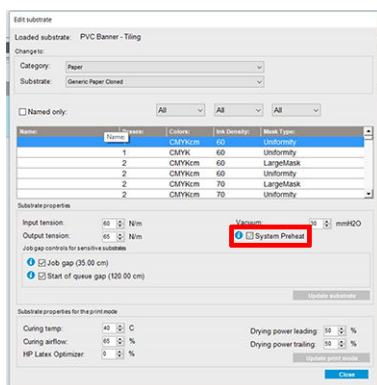 Edit substrate
Loaded substrate: PVC Banner - Tiling
Change to:
Category: Paper
Substrate: Generic Paper Cloned
Named only: All All All
Name: Passes: Colors: Ink Density: Mask Type:
Name:
CMYKcm 60 Uniformity
1 CMYK 60 Uniformity
2 CMYKcm 60 LargeMask
2 CMYKcm 60 Uniformity
2 CMYKcm 70 LargeMask
2 CMYKcm 70 Uniformity
Substrate properties
Input tension: 60 N/m Vacuum: 30 mmH2O
Output tension: 65 N/m System Preheat
Job gap controls for sensitive substrates
Job gap (35.00 cm)
Start of queue gap (120.00 cm)
Update substrate
Substrate properties for the print mode
Curing temp: 40 C Drying power leading: 50 %
Curing airflow: 65 % Drying power trailing: 50 %
HP Latex Optimizer: 0 % Update print mode
Close